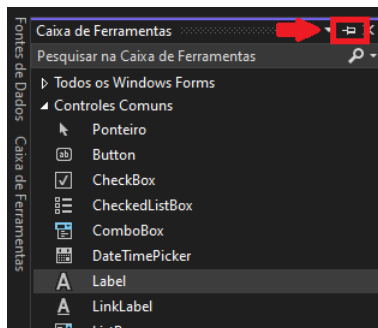 Fontes de Dados
Caixa de Ferramentas
Caixa de Ferramentas
Pesquisar na Caixa de Ferramentas
Todos os Windows Forms
Controles Comuns
Ponteiro
ab Button
CheckBox
CheckedListBox
ComboBox
DateTimePicker
A Label
A LinkLabel